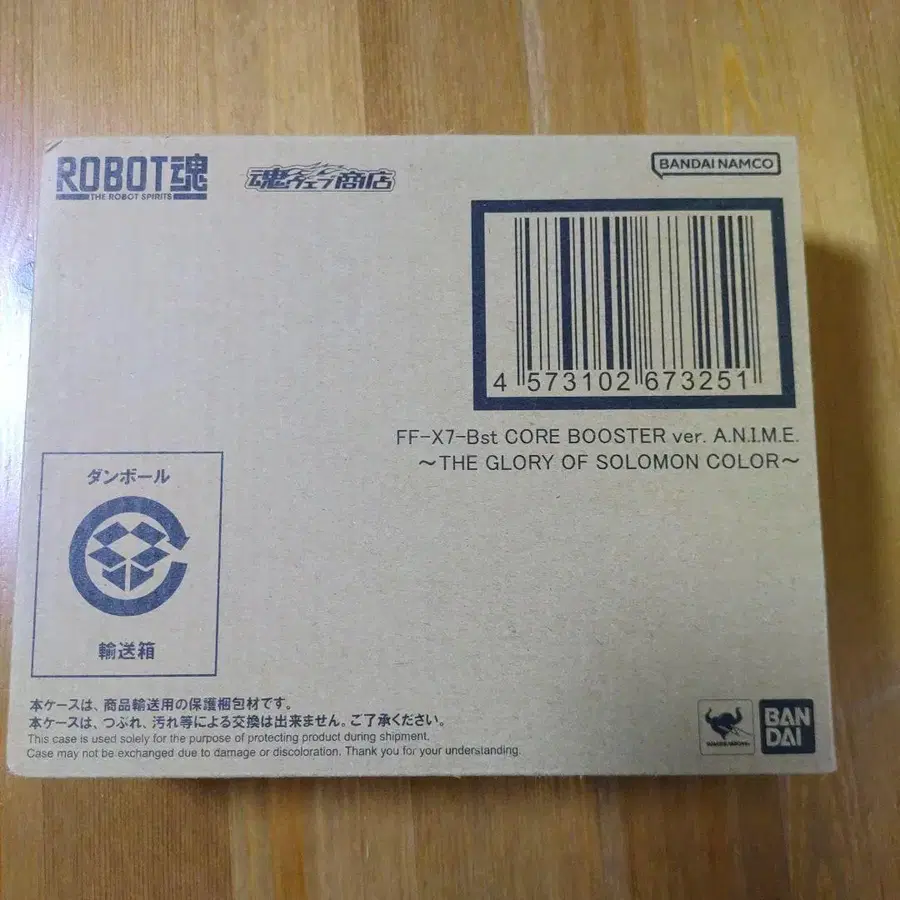 ROBOT魂
THE ROBOT SPIRITS
魂ウェブ商店
BANDAI NAMCO
4 573102 673251
FF-X7-Bst CORE BOOSTER ver. A.N.I.M.E.
～THE GLORY OF SOLOMON COLOR～
ダンボール
輸送箱
本ケースは、商品輸送用の保護梱包材です。
本ケースは、つぶれ、汚れ等による交換は出来ません。ご了承ください。
This case is used solely for the purpose of protecting product during shipment.
Case may not be exchanged due to damage or discoloration. Thank you for your understanding.
BAN
DAI